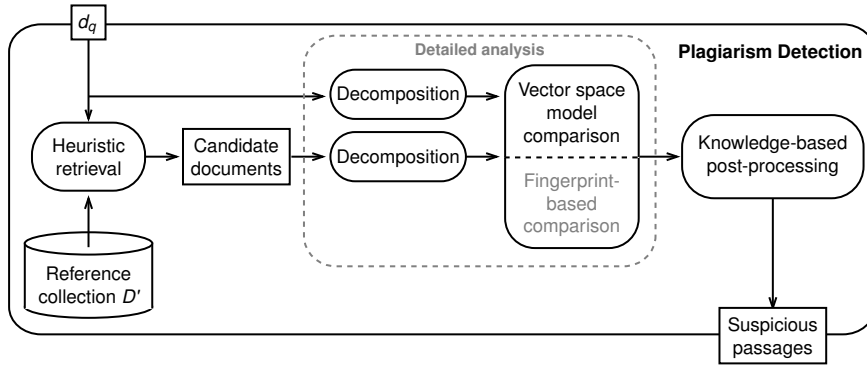 d_q
Detailed analysis
Plagiarism Detection
Decomposition
Vector space
model
comparison
Heuristic
retrieval
Candidate
documents
Decomposition
Knowledge-based
post-processing
Fingerprint-
based
comparison
Reference
collection D'
Suspicious
passages